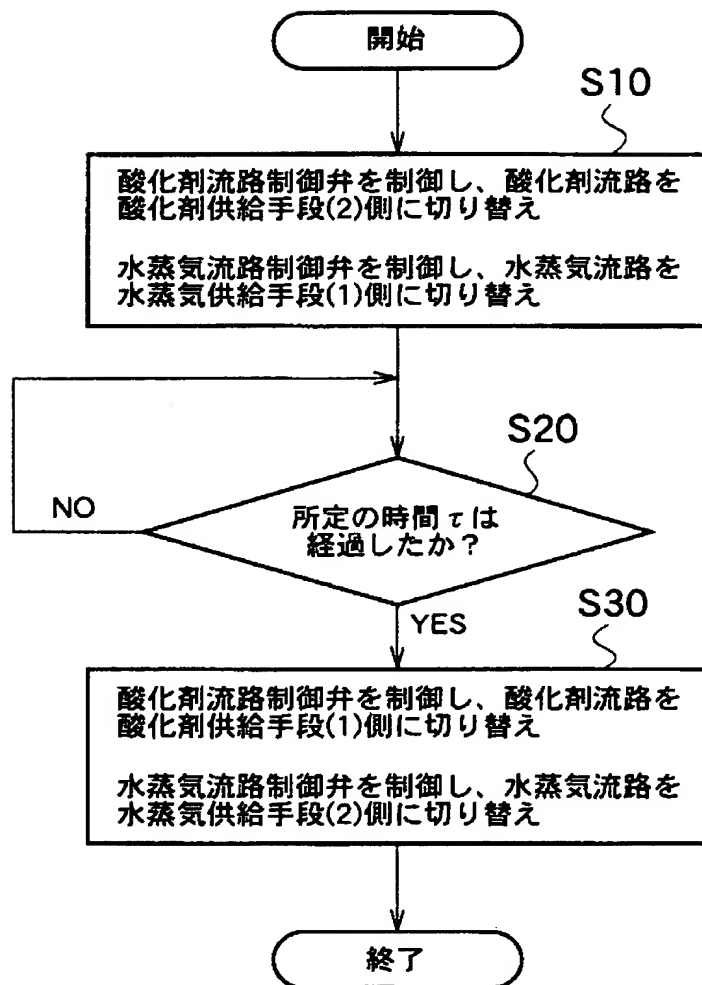 開始
S10
酸化剤流路制御弁を制御し、酸化剤流路を
酸化剤供給手段(2)側に切り替え
水蒸気流路制御弁を制御し、水蒸気流路を
水蒸気供給手段(1)側に切り替え
S20
NO
所定の時間τは
経過したか？
YES
S30
酸化剤流路制御弁を制御し、酸化剤流路を
酸化剤供給手段(1)側に切り替え
水蒸気流路制御弁を制御し、水蒸気流路を
水蒸気供給手段(2)側に切り替え
終了